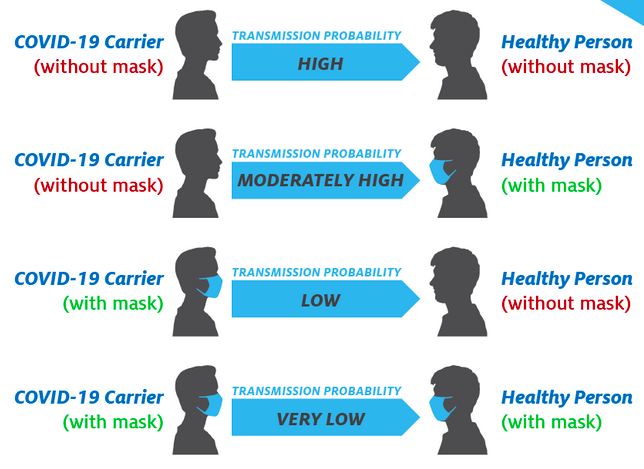 COVID-19 Carrier
(without mask)
TRANSMISSION PROBABILITY
HIGH
Healthy Person
(without mask)
COVID-19 Carrier
(without mask)
TRANSMISSION PROBABILITY
MODERATELY HIGH
Healthy Person
(with mask)
COVID-19 Carrier
(with mask)
TRANSMISSION PROBABILITY
LOW
Healthy Person
(without mask)
COVID-19 Carrier
(with mask)
TRANSMISSION PROBABILITY
VERY LOW
Healthy Person
(with mask)